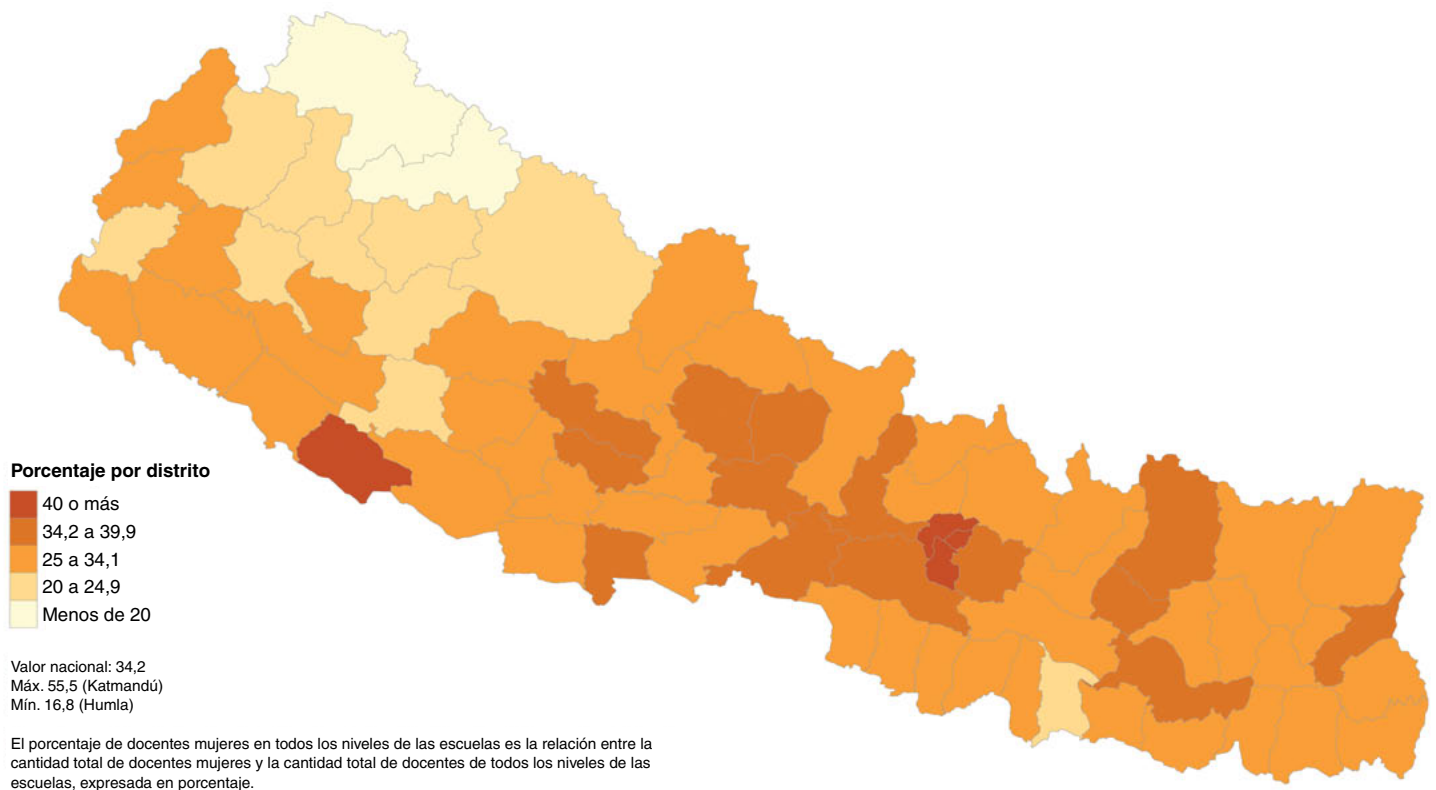 Porcentaje por distrito
40 o más
34,2 a 39,9
25 a 34,1
20 a 24,9
Menos de 20
Valor nacional: 34,2
Máx. 55,5 (Katmandú)
Mín. 16,8 (Humla)
El porcentaje de docentes mujeres en todos los niveles de las escuelas es la relación entre la
cantidad total de docentes mujeres y la cantidad total de docentes de todos los niveles de las
escuelas, expresada en porcentaje.